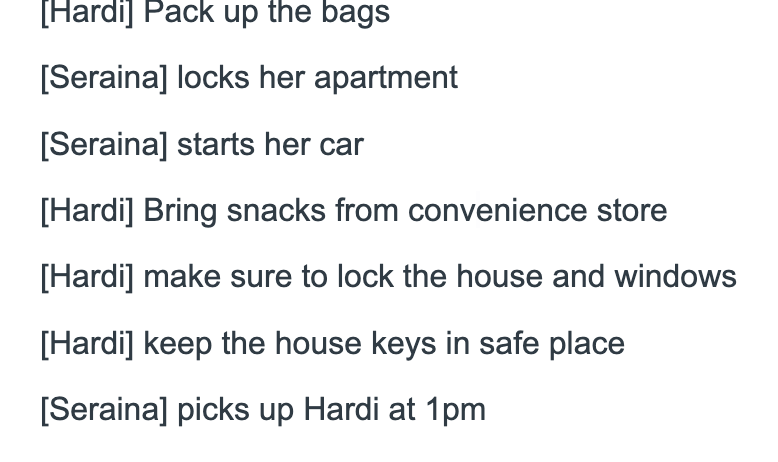 [Hardi] Pack up the bags
[Seraina] locks her apartment
[Seraina] starts her car
[Hardi] Bring snacks from convenience store
[Hardi] make sure to lock the house and windows
[Hardi] keep the house keys in safe place
[Seraina] picks up Hardi at 1pm